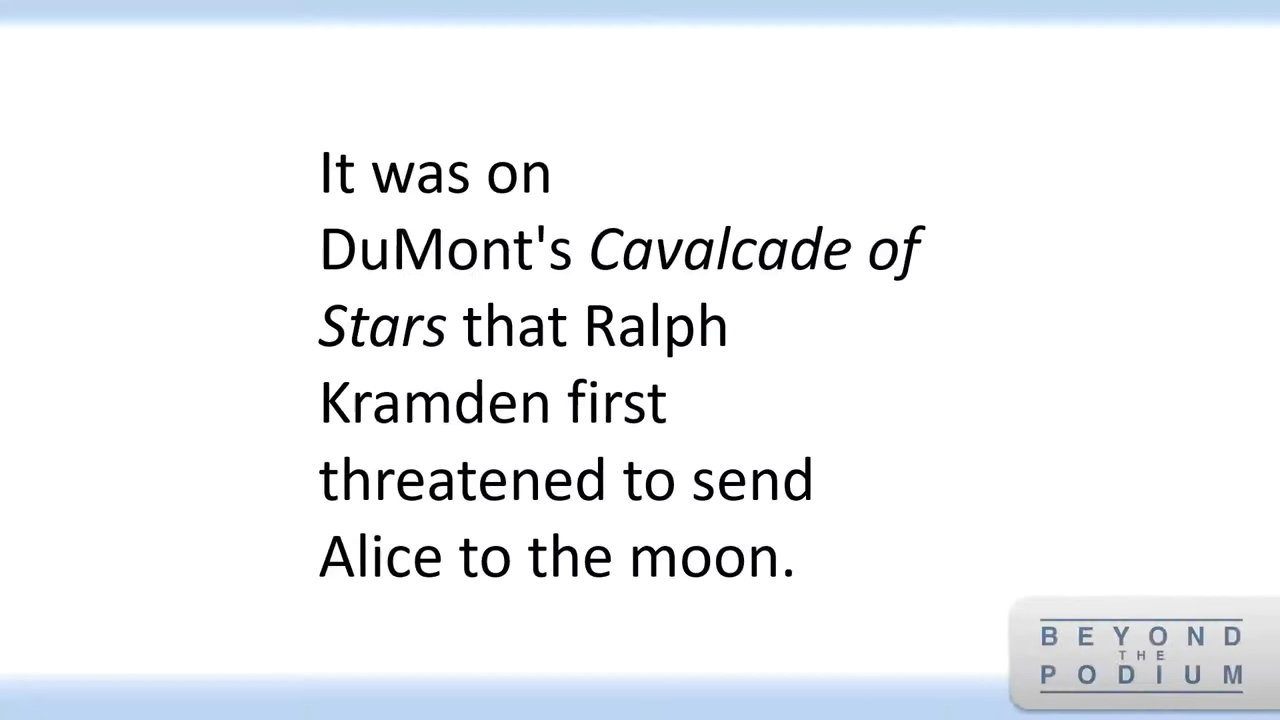 It was on
DuMont's Cavalcade of
Stars that Ralph
Kramden first
threatened to send
Alice to the moon.
BEYOND
THE
PODIUM